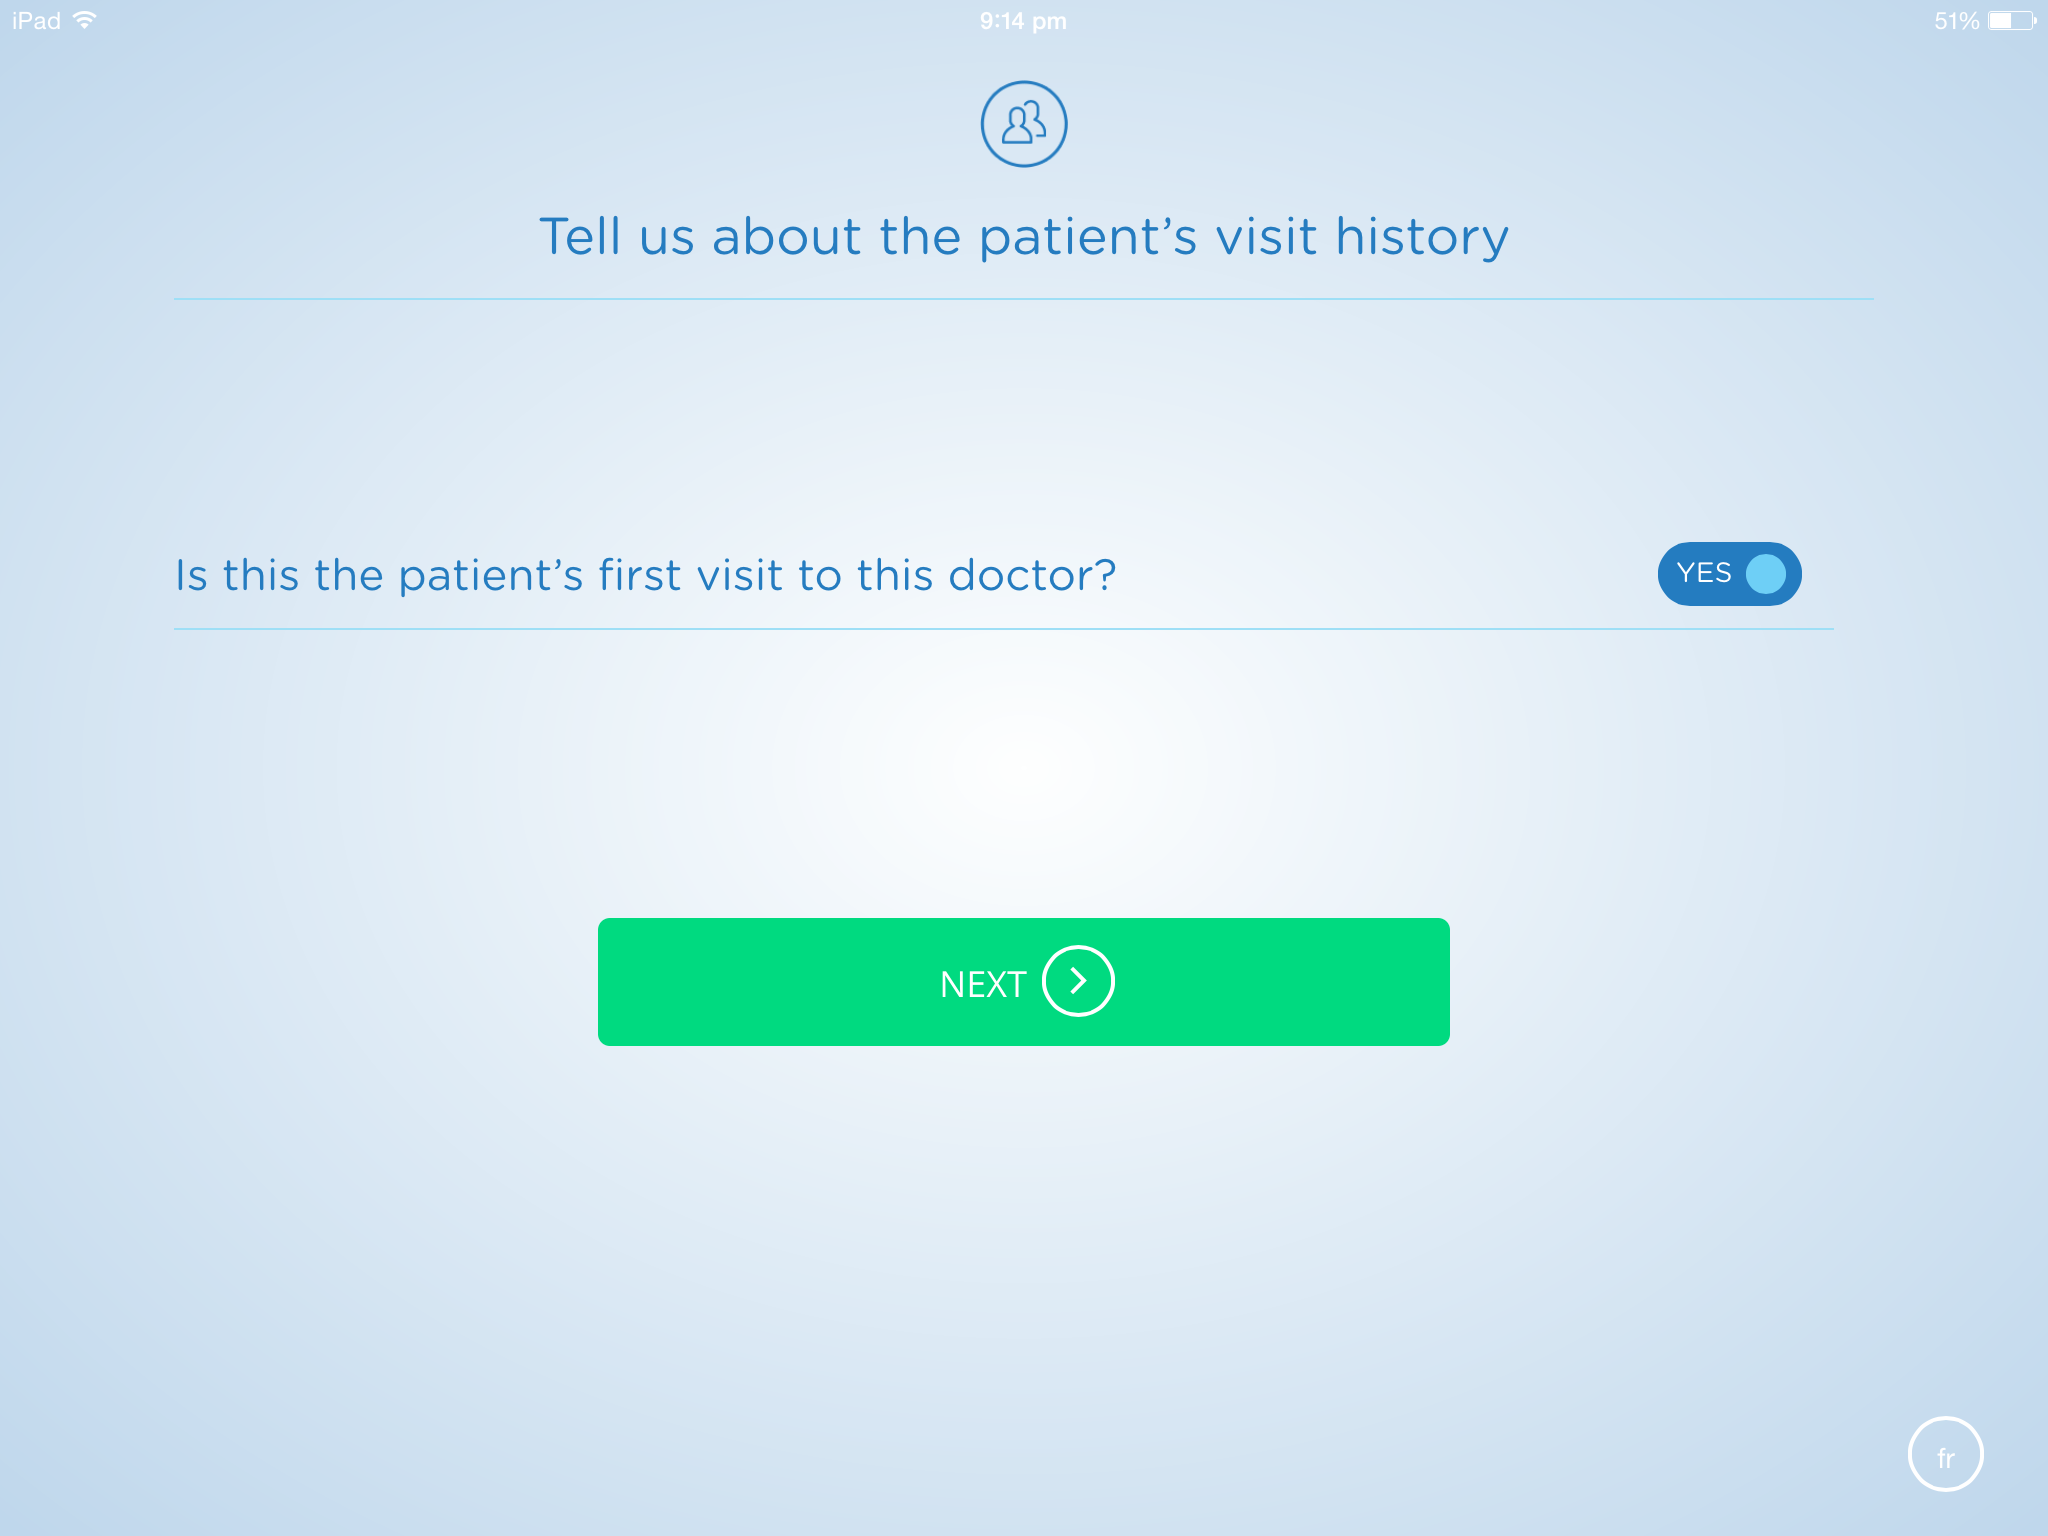 iPad 9:14 pm 51%
Tell us about the patient’s visit history
Is this the patient’s first visit to this doctor? YES
NEXT
fr